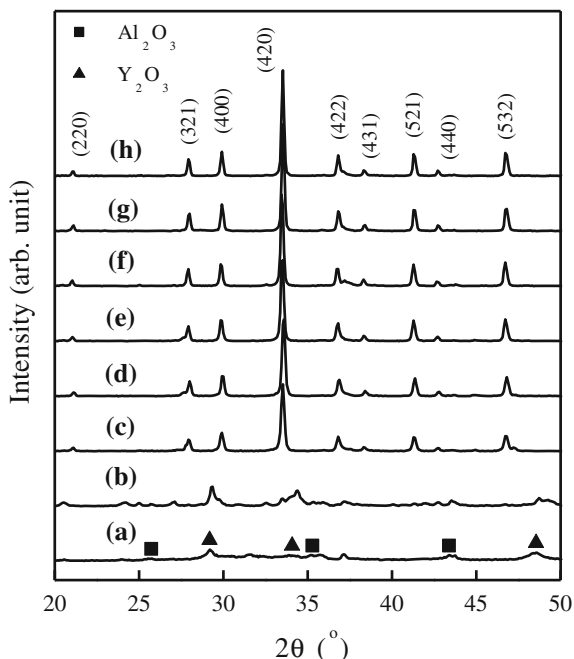 ■ Al2O3
▲ Y2O3
(220)
(321)
(400)
(420)
(422)
(431)
(521)
(440)
(532)
(h)
(g)
(f)
(e)
(d)
(c)
(b)
(a)
Intensity (arb. unit)
20 25 30 35 40 45 50
2θ (°)